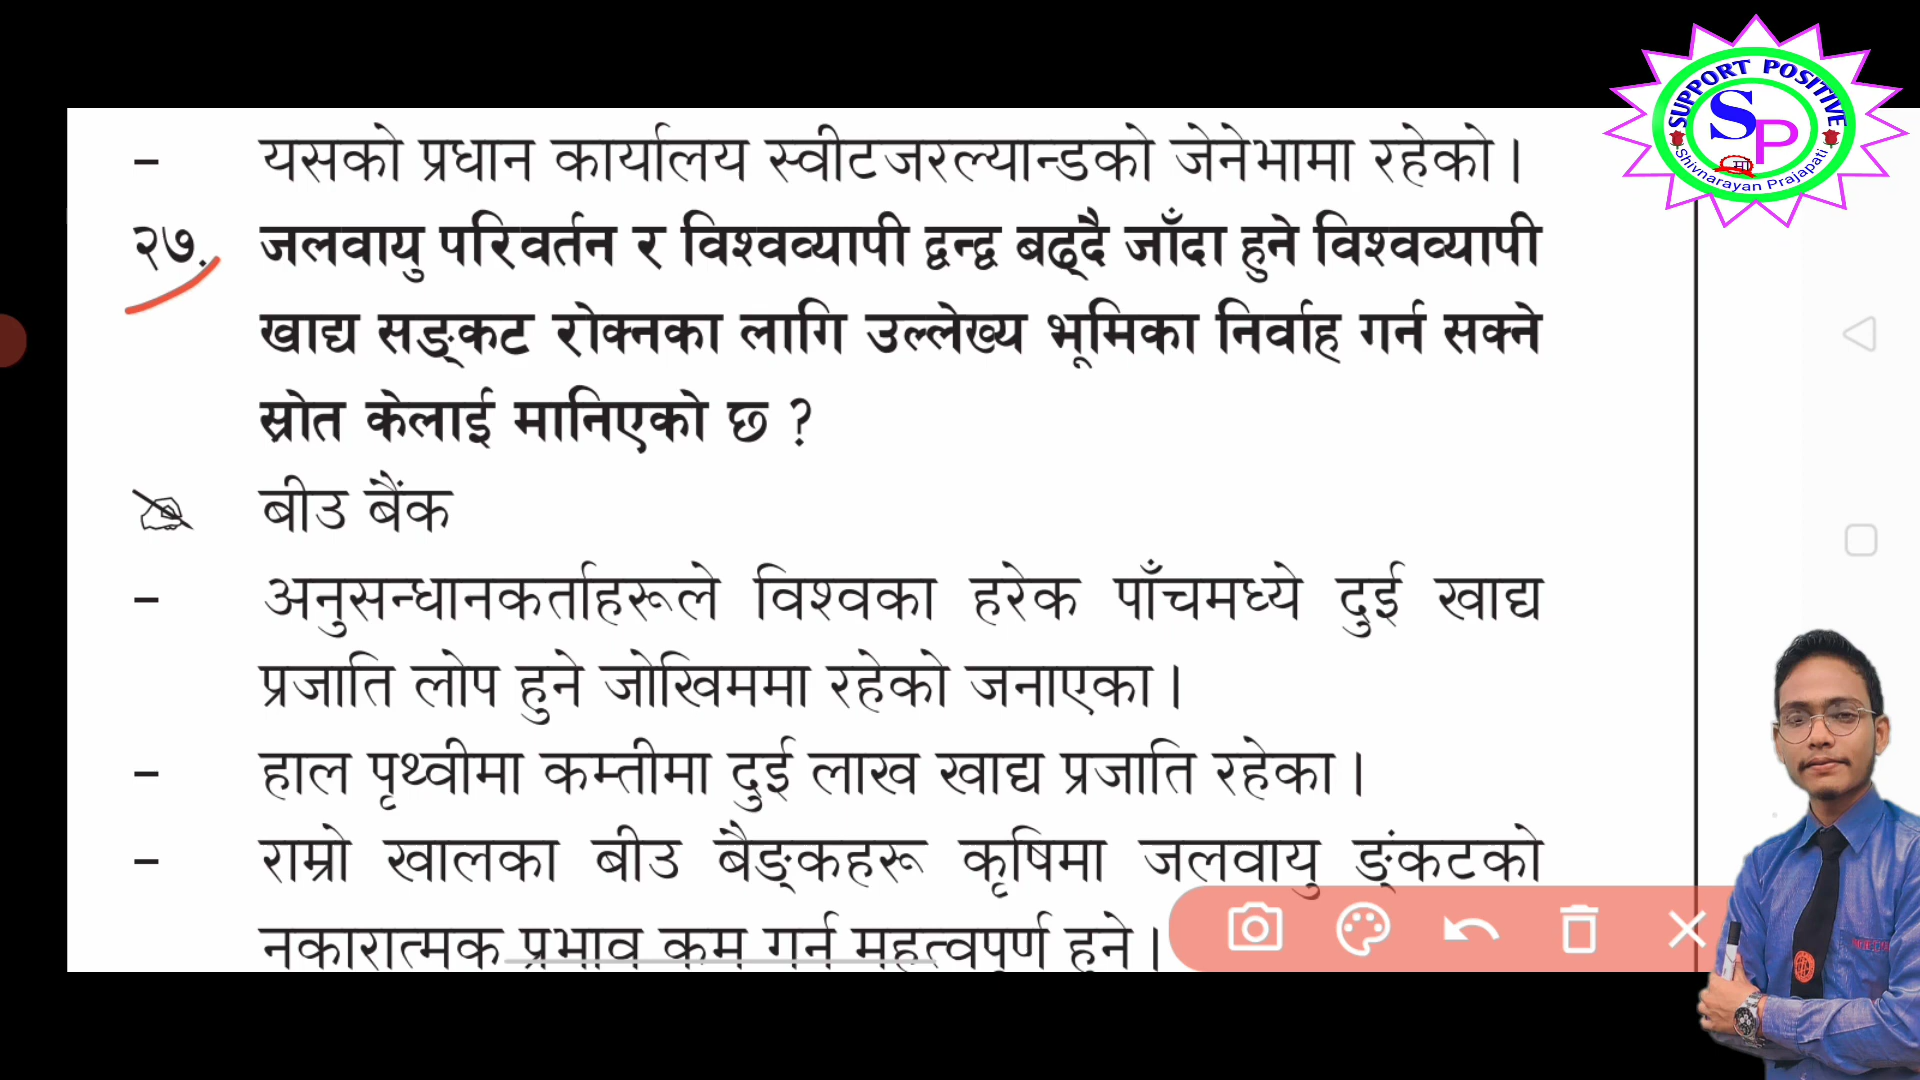 SUPPORT POSITIVE
SP
मा
Shivnarayan Prajapati
– यसको प्रधान कार्यालय स्वीटजरल्यान्डको जेनेभामा रहेको।
२७. जलवायु परिवर्तन र विश्वव्यापी द्वन्द्व बढ्दै जाँदा हुने विश्वव्यापी
खाद्य सङ्कट रोक्नका लागि उल्लेख्य भूमिका निर्वाह गर्न सक्ने
स्रोत केलाई मानिएको छ ?
बीउ बैंक
– अनुसन्धानकर्ताहरूले विश्वका हरेक पाँचमध्ये दुई खाद्य
प्रजाति लोप हुने जोखिममा रहेको जनाएका।
– हाल पृथ्वीमा कम्तीमा दुई लाख खाद्य प्रजाति रहेका।
– राम्रो खालका बीउ बैङ्कहरू कृषिमा जलवायु ङ्कंटको
नकारात्मक प्रभाव कम गर्न महत्वपूर्ण हुने।